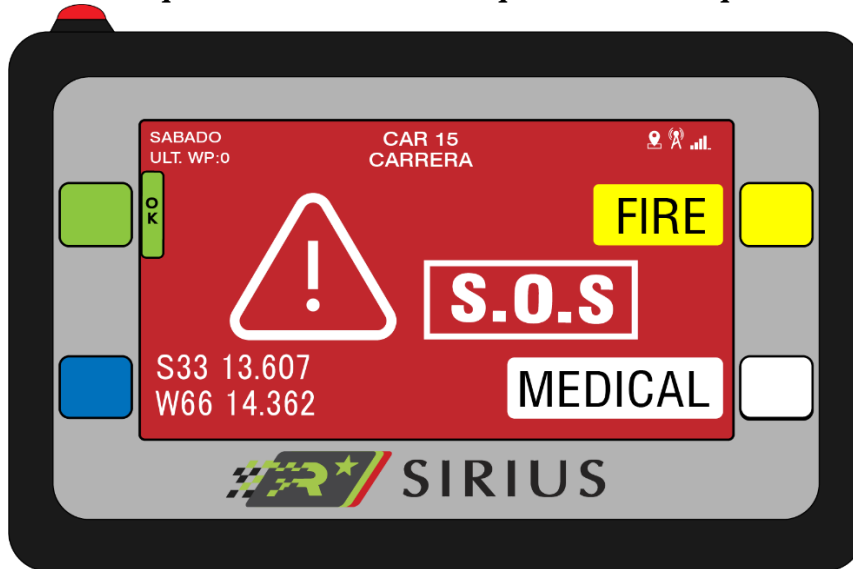 SABADO
ULT. WP:0
CAR 15
CARRERA
OK
FIRE
S.O.S
S33 13.607
W66 14.362
MEDICAL
R
SIRIUS